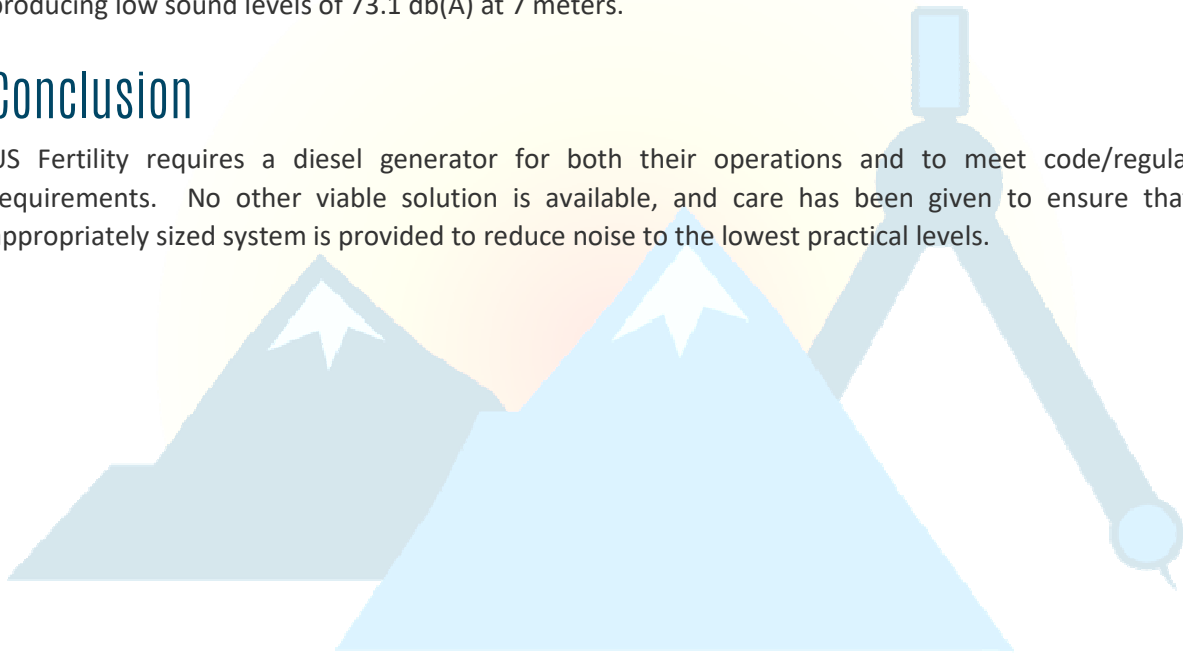 producing low sound levels of 73.1 db(A) at 7 meters.
Conclusion
US Fertility requires a diesel generator for both their operations and to meet code/regula
requirements. No other viable solution is available, and care has been given to ensure that
appropriately sized system is provided to reduce noise to the lowest practical levels.